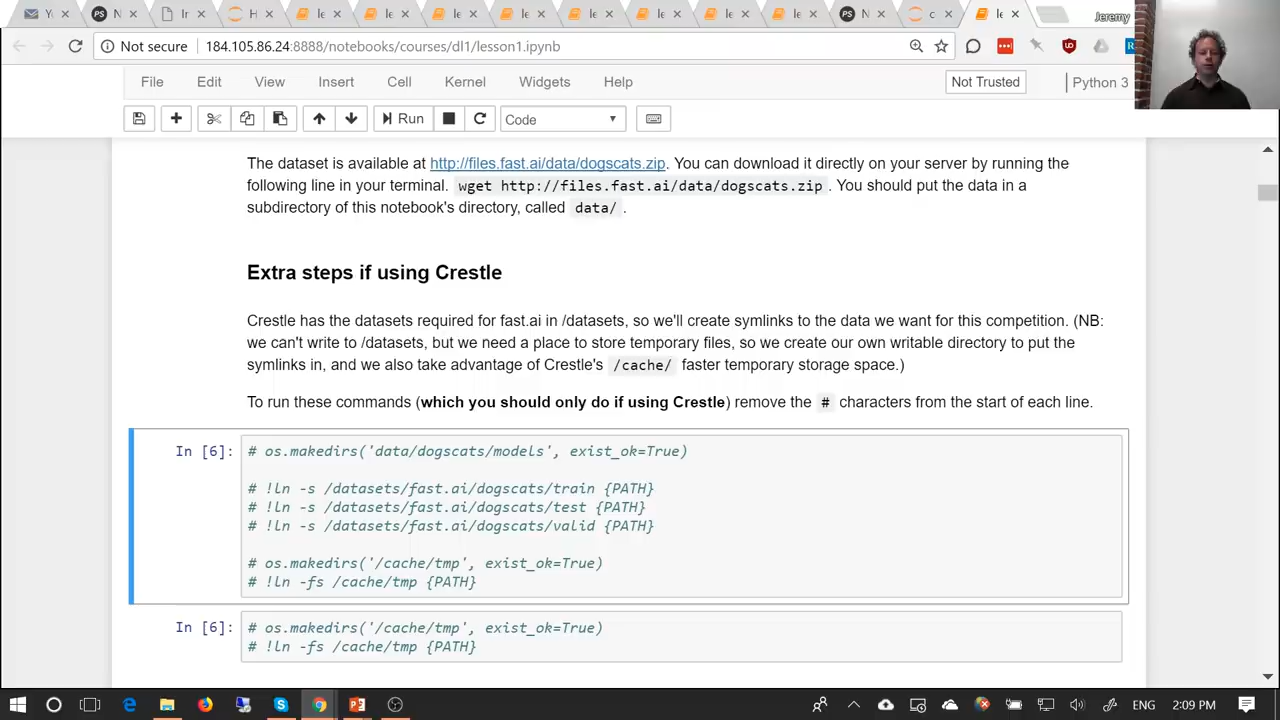 Jeremy
Not secure 184.105.86.24:8888/notebooks/courses/dl1/lesson1.ipynb
File Edit View Insert Cell Kernel Widgets Help Not Trusted Python 3
Run Code
The dataset is available at http://files.fast.ai/data/dogscats.zip. You can download it directly on your server by running the
following line in your terminal. wget http://files.fast.ai/data/dogscats.zip . You should put the data in a
subdirectory of this notebook's directory, called data/ .
Extra steps if using Crestle
Crestle has the datasets required for fast.ai in /datasets, so we'll create symlinks to the data we want for this competition. (NB:
we can't write to /datasets, but we need a place to store temporary files, so we create our own writable directory to put the
symlinks in, and we also take advantage of Crestle's /cache/ faster temporary storage space.)
To run these commands (which you should only do if using Crestle) remove the # characters from the start of each line.
In [6]: # os.makedirs('data/dogscats/models', exist_ok=True)
# !ln -s /datasets/fast.ai/dogscats/train {PATH}
# !ln -s /datasets/fast.ai/dogscats/test {PATH}
# !ln -s /datasets/fast.ai/dogscats/valid {PATH}
# os.makedirs('/cache/tmp', exist_ok=True)
# !ln -fs /cache/tmp {PATH}
In [6]: # os.makedirs('/cache/tmp', exist_ok=True)
# !ln -fs /cache/tmp {PATH}
ENG 2:09 PM